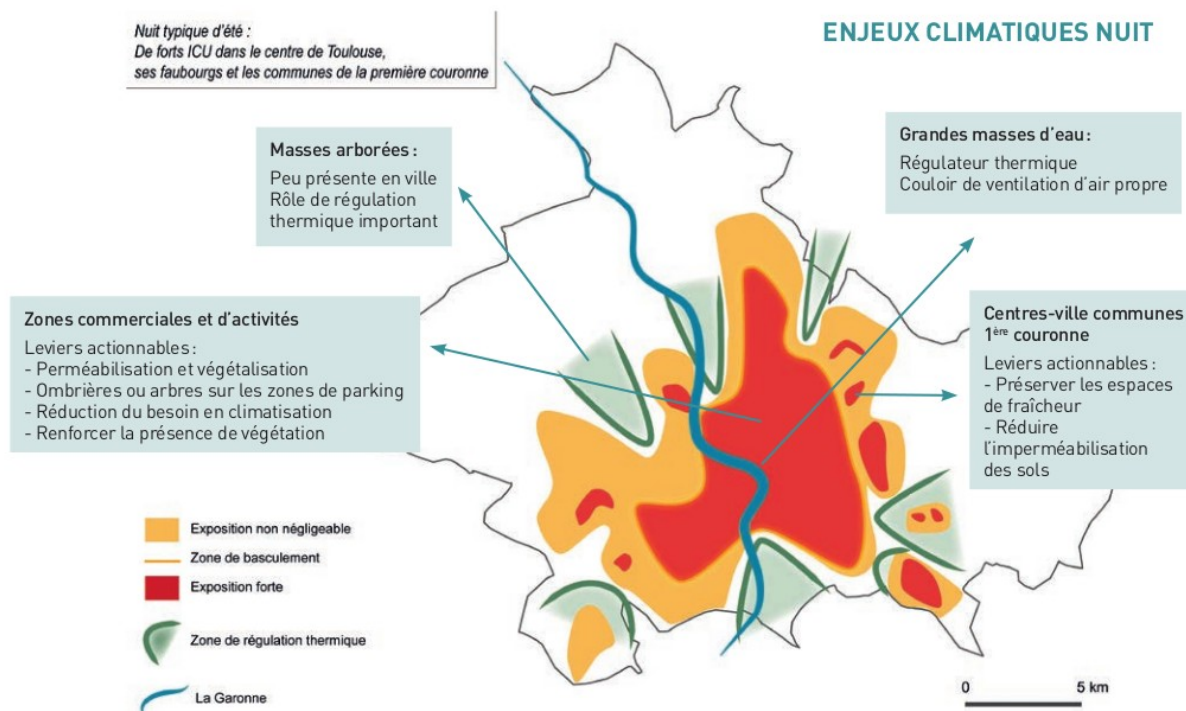 Nuit typique d'été :
De forts ICU dans le centre de Toulouse,
ses faubourgs et les communes de la première couronne
ENJEUX CLIMATIQUES NUIT
Masses arborées :
Peu présente en ville
Rôle de régulation
thermique important
Grandes masses d'eau :
Régulateur thermique
Couloir de ventilation d'air propre
Zones commerciales et d'activités
Leviers actionnables :
- Perméabilisation et végétalisation
- Ombrières ou arbres sur les zones de parking
- Réduction du besoin en climatisation
- Renforcer la présence de végétation
Centres-ville communes
1ère couronne
Leviers actionnables :
- Préserver les espaces
de fraîcheur
- Réduire
l'imperméabilisation
des sols
Exposition non négligeable
Zone de basculement
Exposition forte
Zone de régulation thermique
La Garonne
0 5 km